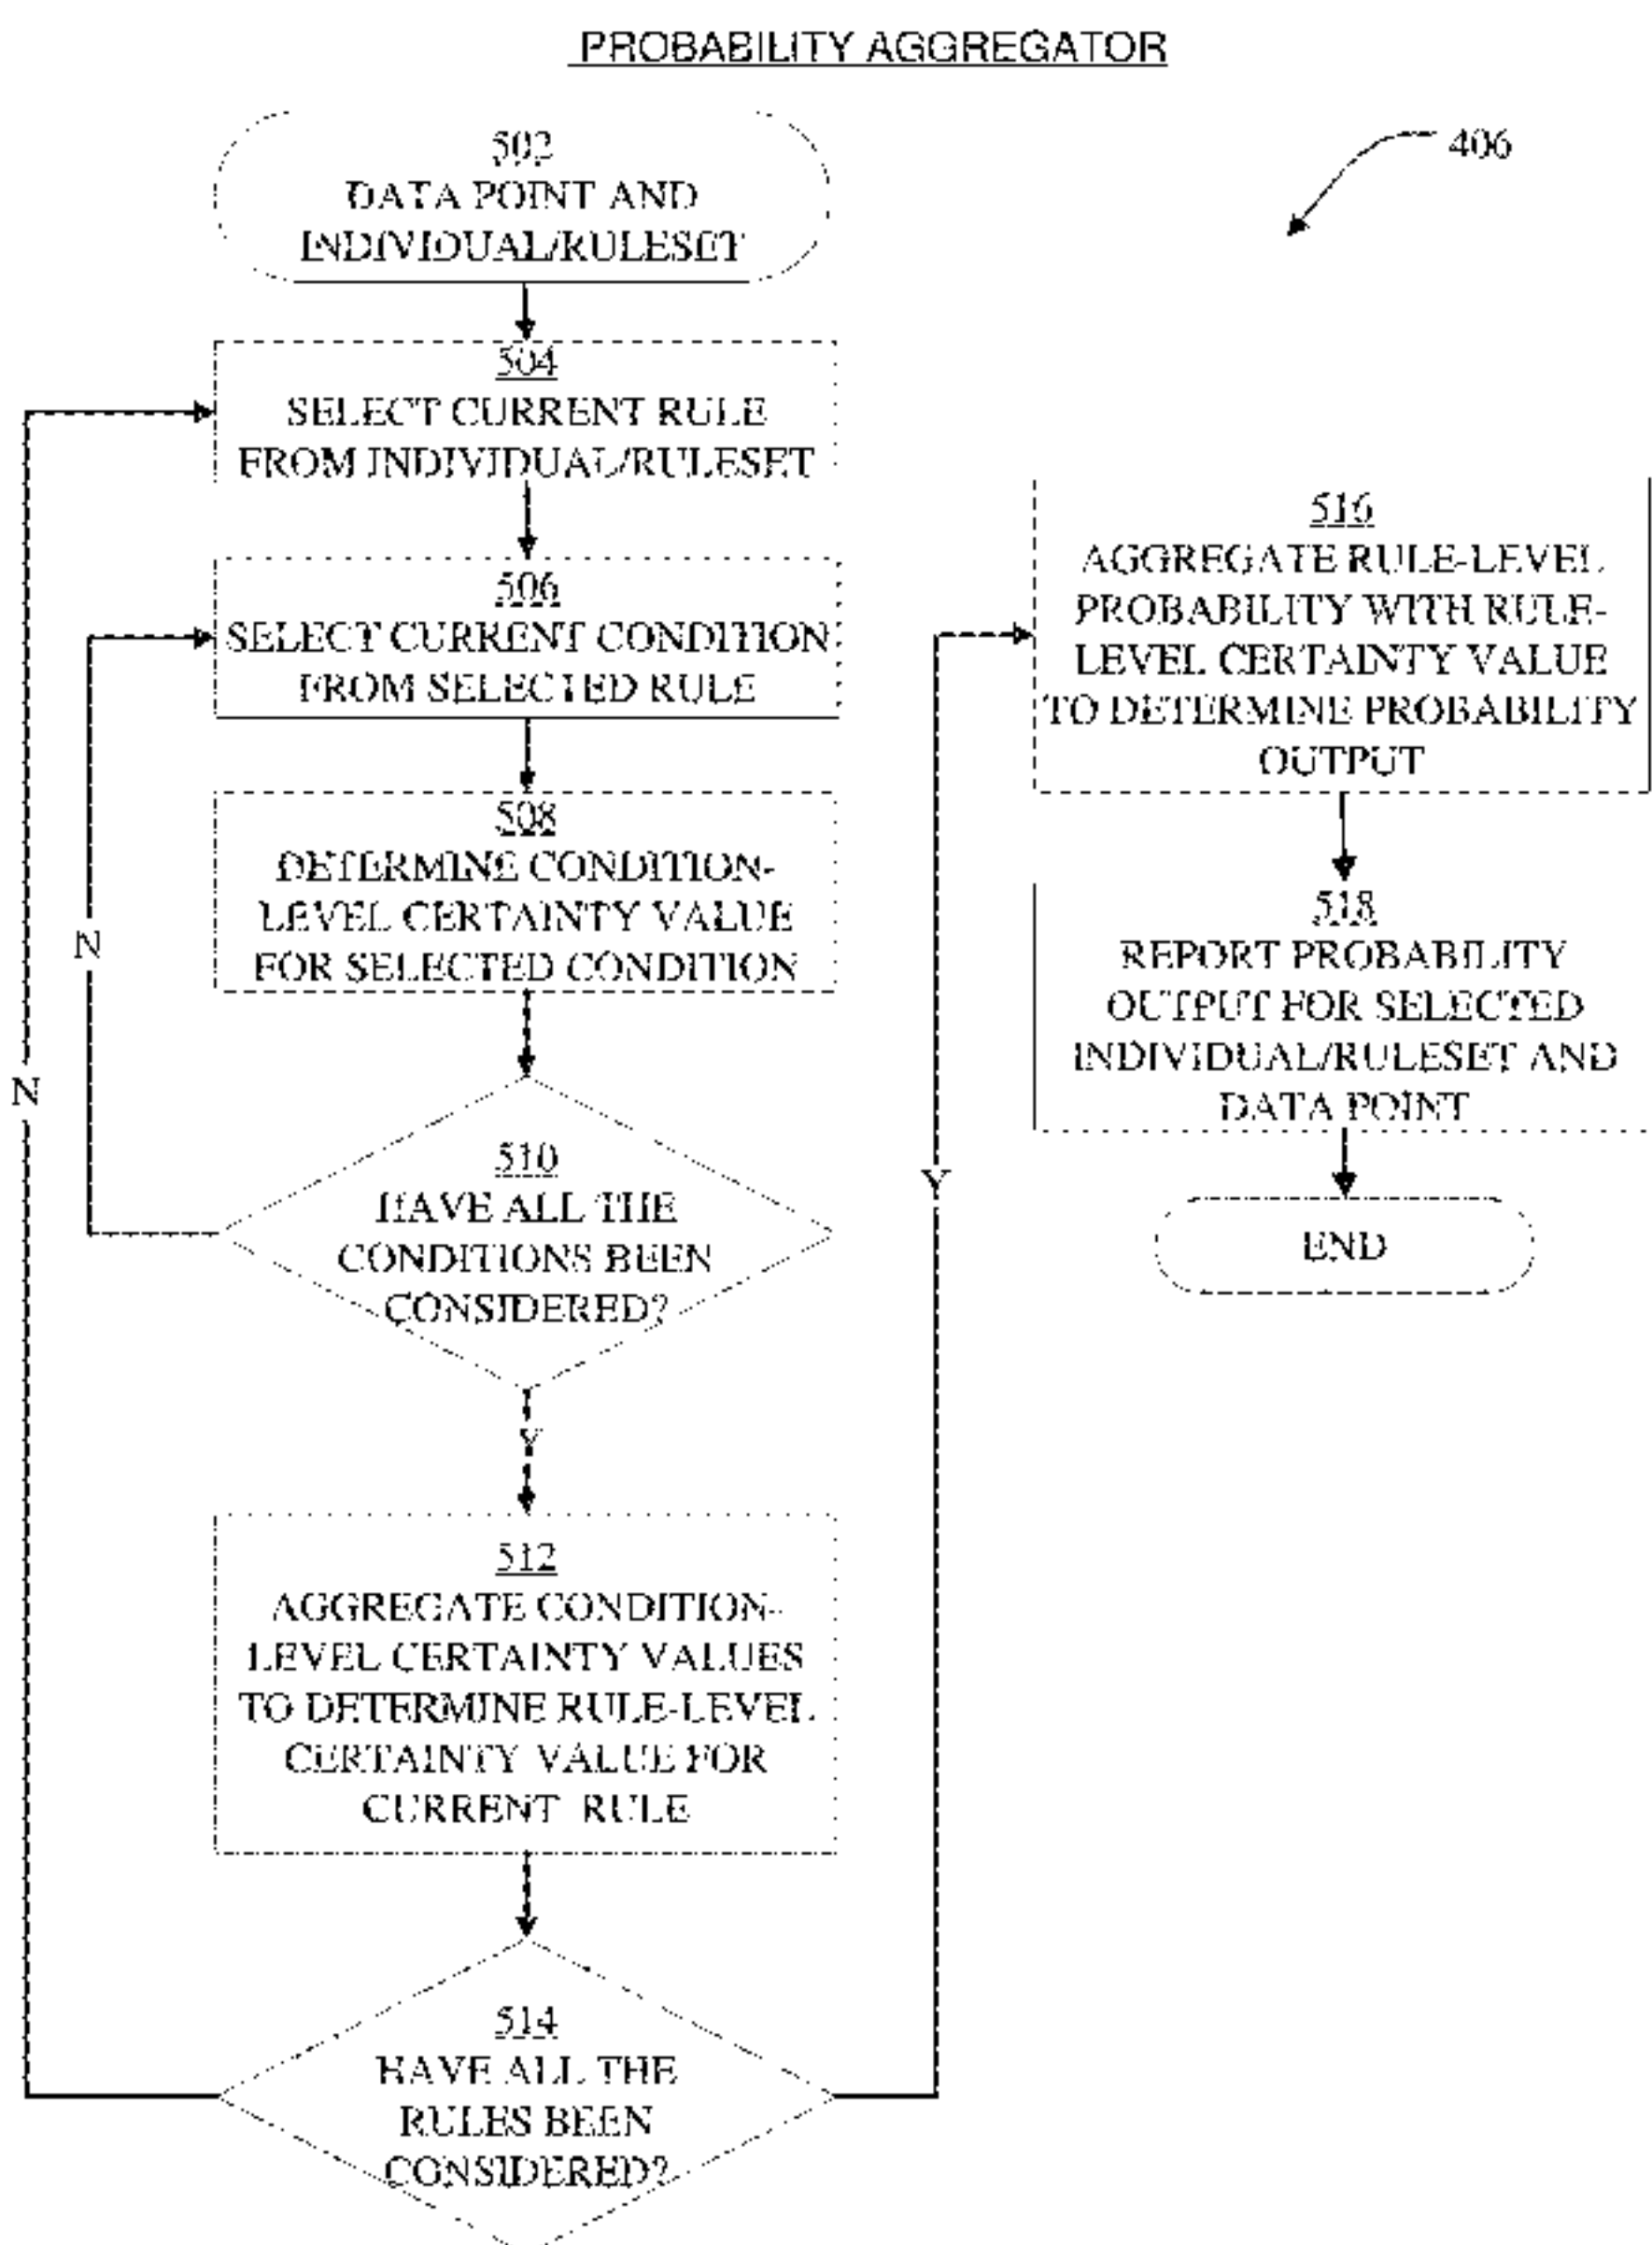 PROBABILITY AGGREGATOR
406
502
DATA POINT AND
INDIVIDUAL/RULESET
504
SELECT CURRENT RULE
FROM INDIVIDUAL/RULESET
506
SELECT CURRENT CONDITION
FROM SELECTED RULE
508
DETERMINE CONDITION-
LEVEL CERTAINTY VALUE
FOR SELECTED CONDITION
N
N
510
HAVE ALL THE
CONDITIONS BEEN
CONSIDERED?
Y
512
AGGREGATE CONDITION-
LEVEL CERTAINTY VALUES
TO DETERMINE RULE-LEVEL
CERTAINTY VALUE FOR
CURRENT RULE
514
HAVE ALL THE
RULES BEEN
CONSIDERED?
Y
516
AGGREGATE RULE-LEVEL
PROBABILITY WITH RULE-
LEVEL CERTAINTY VALUE
TO DETERMINE PROBABILITY
OUTPUT
518
REPORT PROBABILITY
OUTPUT FOR SELECTED
INDIVIDUAL/RULESET AND
DATA POINT
END